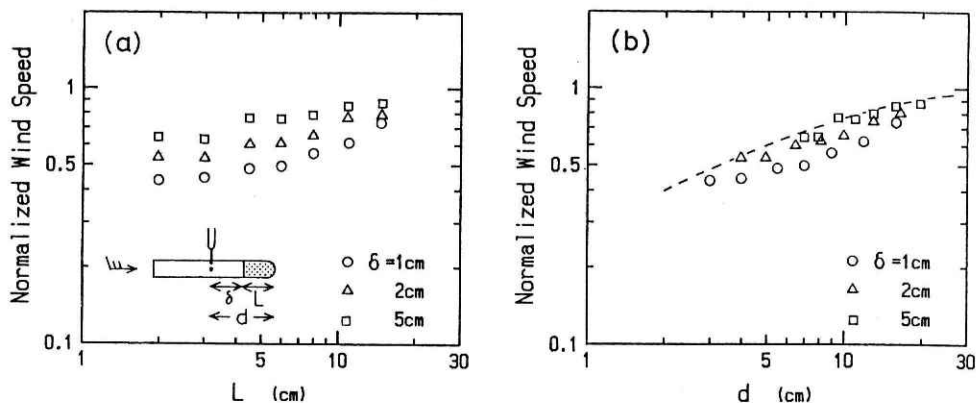 (a)
Normalized Wind Speed
1
0.5
0.1
δ
L
d
○ δ =1cm
△ 2cm
□ 5cm
1
5
10
30
L (cm)
(b)
Normalized Wind Speed
1
0.5
0.1
○ δ =1cm
△ 2cm
□ 5cm
1
5
10
30
d (cm)